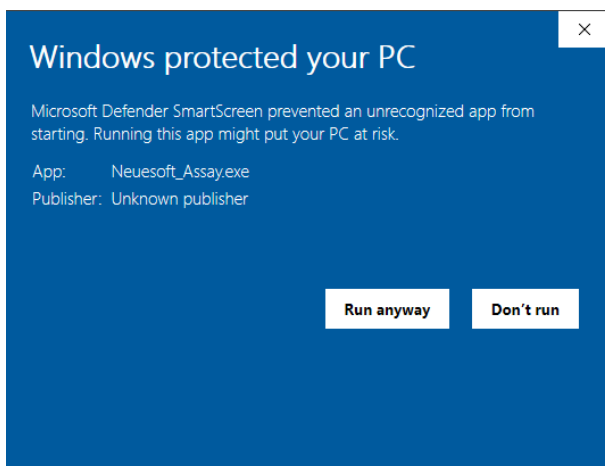 Windows protected your PC
Microsoft Defender SmartScreen prevented an unrecognized app from
starting. Running this app might put your PC at risk.
App: Neuesoft_Assay.exe
Publisher: Unknown publisher
Run anyway Don't run